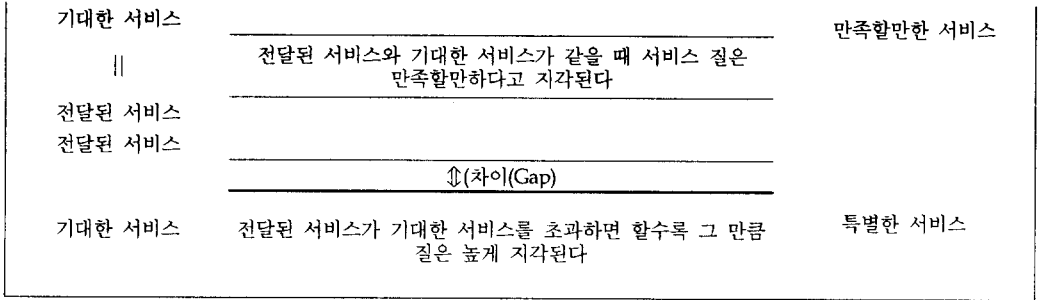 기대한 서비스
만족할만한 서비스
전달된 서비스와 기대한 서비스가 같을 때 서비스 질은
||
만족할만하다고 지각된다
전달된 서비스
전달된 서비스
⇕(차이(Gap)
기대한 서비스
전달된 서비스가 기대한 서비스를 초과하면 할수록 그 만큼
특별한 서비스
질은 높게 지각된다